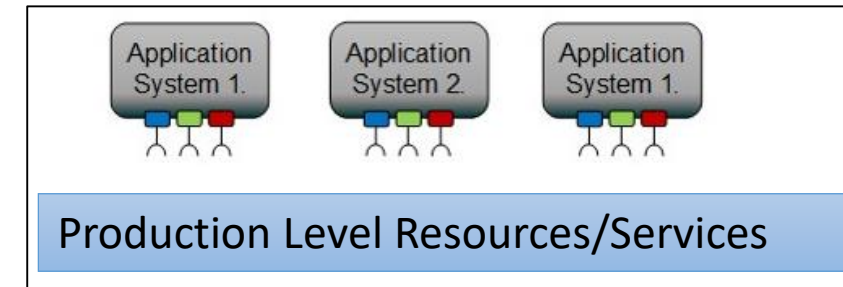 Application
System 1.
Application
System 2.
Application
System 1.
Production Level Resources/Services